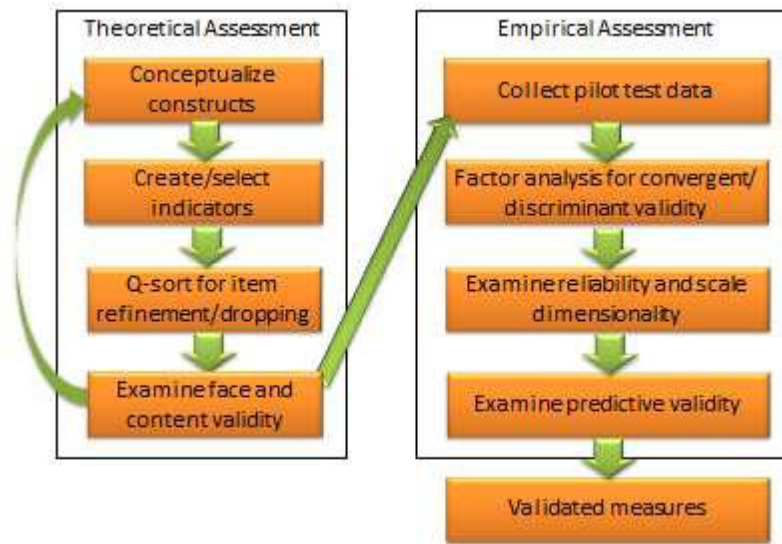 Theoretical Assessment
Conceptualize
constructs
Create/select
indicators
Q-sort for item
refinement/dropping
Examine face and
content validity
Empirical Assessment
Collect pilot test data
Factor analysis for convergent/
discriminant validity
Examine reliability and scale
dimensionality
Examine predictive validity
Validated measures